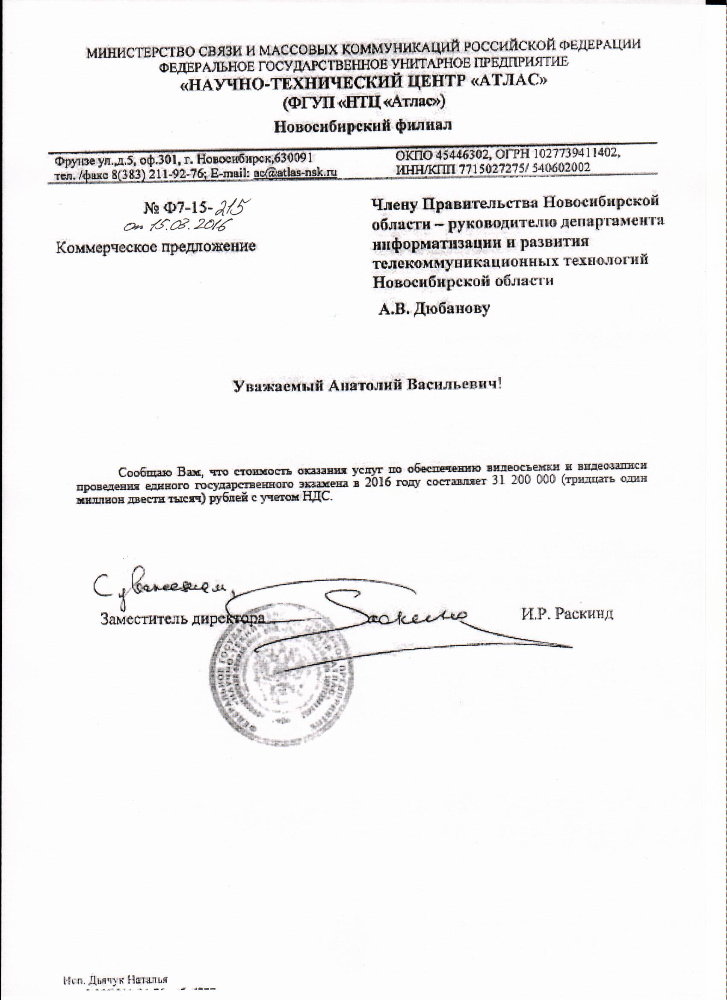 МИНИСТЕРСТВО СВЯЗИ И МАССОВЫХ КОММУНИКАЦИЙ РОССИЙСКОЙ ФЕДЕРАЦИИ
ФЕДЕРАЛЬНОЕ ГОСУДАРСТВЕННОЕ УНИТАРНОЕ ПРЕДПРИЯТИЕ
«НАУЧНО-ТЕХНИЧЕСКИЙ ЦЕНТР «АТЛАС»
(ФГУП «НТЦ «Атлас»)
Новосибирский филиал
Фрунзе ул.,д.5, оф.301, г. Новосибирск,630091
тел. /факс 8(383) 211-92-76; E-mail: ac@atlas-nsk.ru
ОКПО 45446302, ОГРН 1027739411402,
ИНН/КПП 7715027275/ 540602002
№ Ф7-15-215
от 15.03.2016
Коммерческое предложение
Члену Правительства Новосибирской
области – руководителю департамента
информатизации и развития
телекоммуникационных технологий
Новосибирской области
А.В. Дюбанову
Уважаемый Анатолий Васильевич!
Сообщаю Вам, что стоимость оказания услуг по обеспечению видеосъемки и видеозаписи
проведения единого государственного экзамена в 2016 году составляет 31 200 000 (тридцать один
миллион двести тысяч) рублей с учетом НДС.
С уважением,
Заместитель директора
И.Р. Раскинд
Исп. Дьячук Наталья